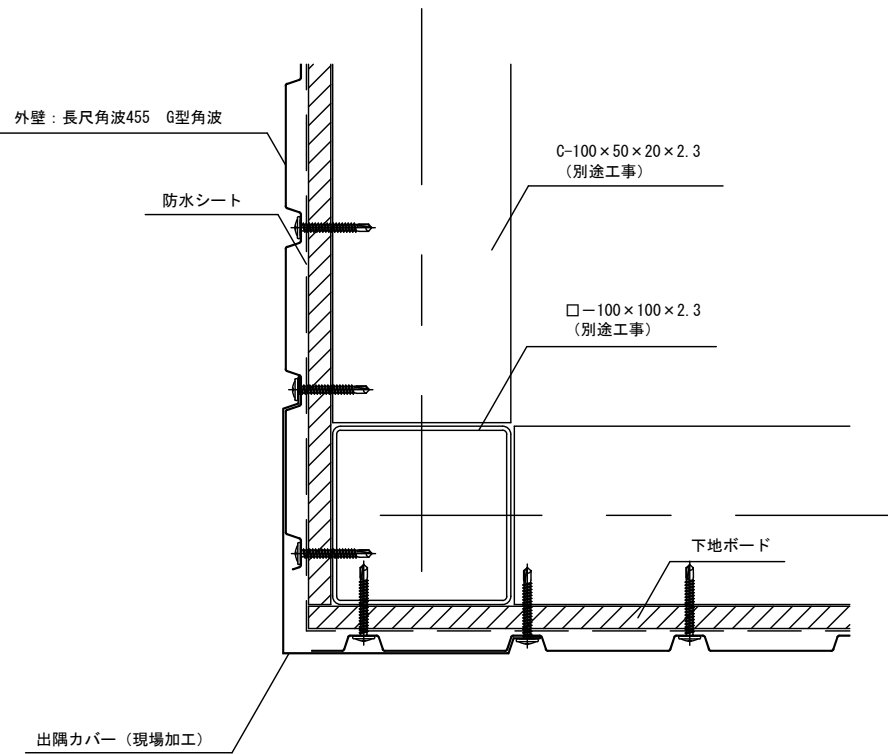 外壁：長尺角波455　G型角波
C-100×50×20×2.3
（別途工事）
防水シート
□－100×100×2.3
（別途工事）
下地ボード
出隅カバー（現場加工）